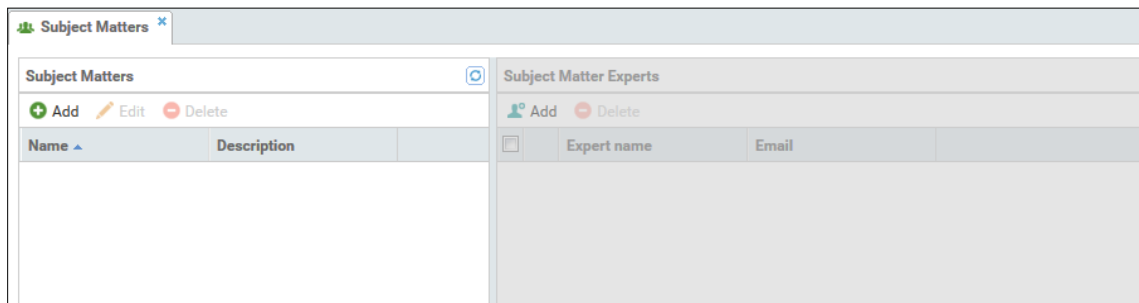 Subject Matters
Subject Matters
Add Edit Delete
Name Description
Subject Matter Experts
Add Delete
Expert name Email